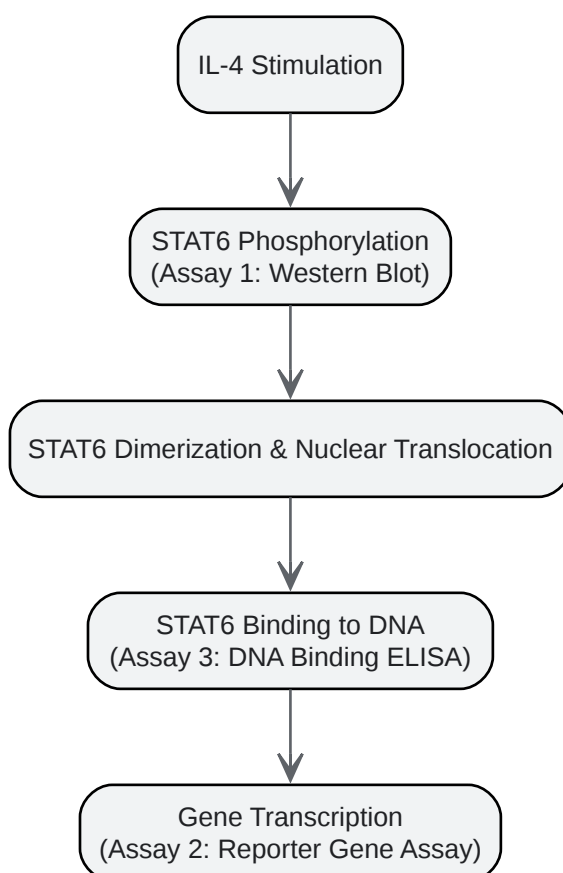 IL-4 Stimulation
STAT6 Phosphorylation
(Assay 1: Western Blot)
STAT6 Dimerization & Nuclear Translocation
STAT6 Binding to DNA
(Assay 3: DNA Binding ELISA)
Gene Transcription
(Assay 2: Reporter Gene Assay)